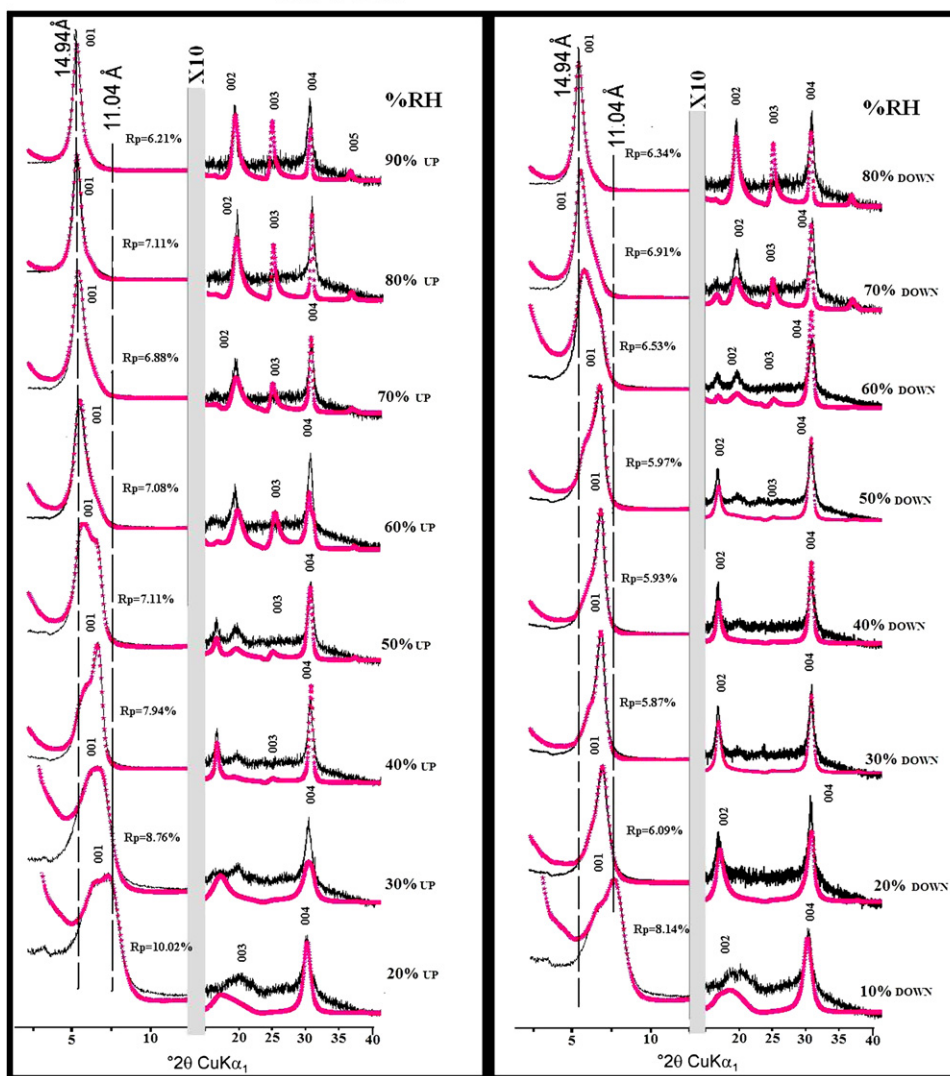 14.94Å
001
11.04 Å
X10
002
003
004
005
%RH
Rp=6.21%
90% UP
001
Rp=7.11%
002
003
80% UP
001
004
Rp=6.88%
002
003
70% UP
001
004
Rp=7.08%
002
003
60% UP
001
004
Rp=7.11%
003
50% UP
001
004
Rp=7.94%
003
40% UP
001
004
Rp=8.76%
30% UP
001
004
Rp=10.02%
003
20% UP
5
10
15
20
25
30
35
40
°2θ CuKα1
14.94 Å
001
11.04 Å
X10
002
003
004
%RH
Rp=6.34%
80% DOWN
001
Rp=6.91%
002
003
004
70% DOWN
Rp=6.53%
001
002
003
004
60% DOWN
Rp=5.97%
001
002
003
004
50% DOWN
Rp=5.93%
001
002
004
40% DOWN
Rp=5.87%
001
002
004
30% DOWN
Rp=6.09%
001
002
004
20% DOWN
Rp=8.14%
002
004
10% DOWN
5
10
20
25
30
35
40
°2θ CuKα1